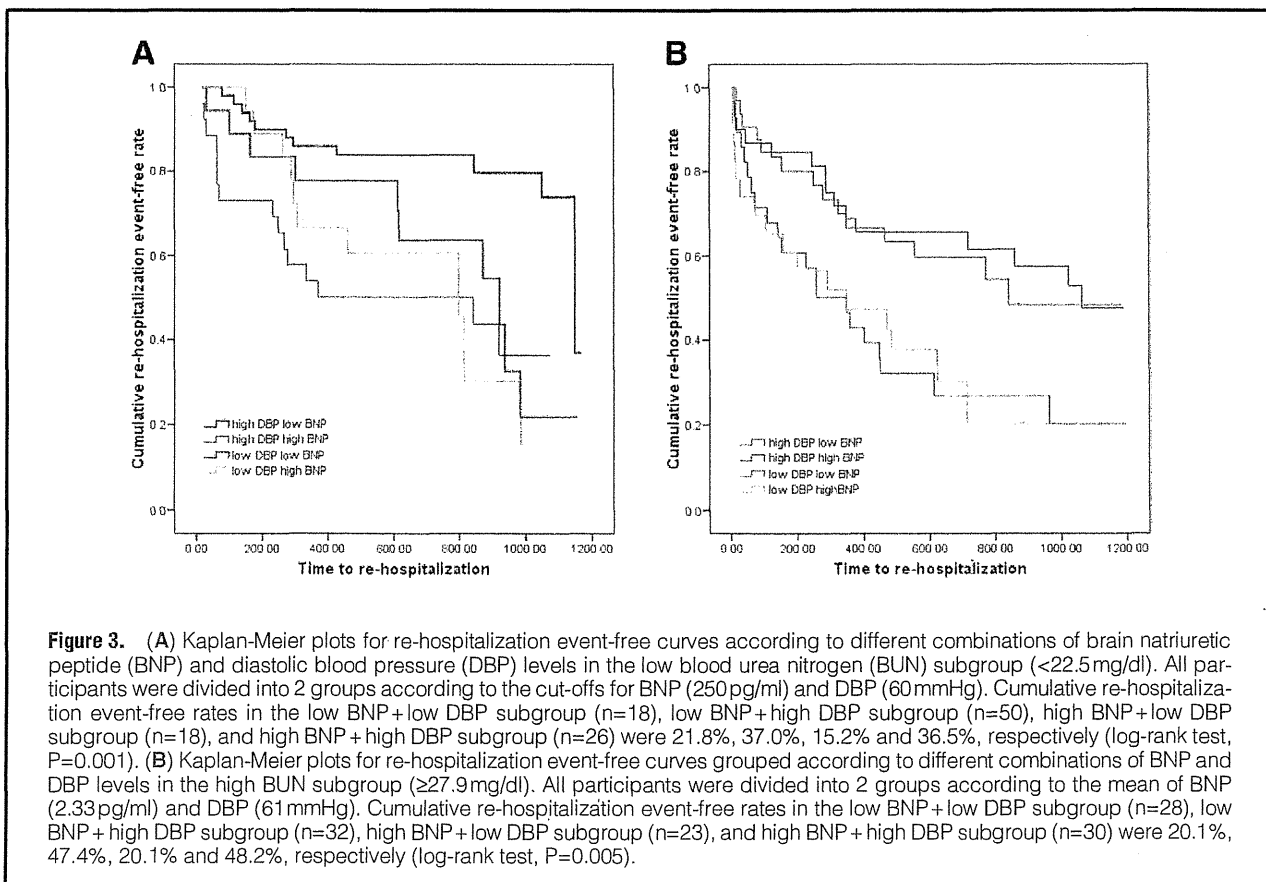 A
B
1.0
0.8
0.6
0.4
0.2
0.0
Cumulative re-hospitalization event-free rate
high DBP low BNP
high DBP high BNP
low DBP low BNP
low DBP high BNP
0.00 200.00 400.00 600.00 800.00 1000.00 1200.00
Time to re-hospitalization
1.0
0.8
0.6
0.4
0.2
0.0
Cumulative re-hospitalization event-free rate
high DBP low BNP
high DBP high BNP
low DBP low BNP
low DBP highBNP
0.00 200.00 400.00 600.00 800.00 1000.00 1200.00
Time to re-hospitalization
Figure 3. (A) Kaplan-Meier plots for re-hospitalization event-free curves according to different combinations of brain natriuretic
peptide (BNP) and diastolic blood pressure (DBP) levels in the low blood urea nitrogen (BUN) subgroup (<22.5 mg/dl). All par-
ticipants were divided into 2 groups according to the cut-offs for BNP (250 pg/ml) and DBP (60 mmHg). Cumulative re-hospitaliza-
tion event-free rates in the low BNP+low DBP subgroup (n=18), low BNP+high DBP subgroup (n=50), high BNP+low DBP
subgroup (n=18), and high BNP+high DBP subgroup (n=26) were 21.8%, 37.0%, 15.2% and 36.5%, respectively (log-rank test,
P=0.001). (B) Kaplan-Meier plots for re-hospitalization event-free curves grouped according to different combinations of BNP and
DBP levels in the high BUN subgroup (≥27.9 mg/dl). All participants were divided into 2 groups according to the mean of BNP
(2.33 pg/ml) and DBP (61 mmHg). Cumulative re-hospitalization event-free rates in the low BNP+low DBP subgroup (n=28), low
BNP+high DBP subgroup (n=32), high BNP+low DBP subgroup (n=23), and high BNP+high DBP subgroup (n=30) were 20.1%,
47.4%, 20.1% and 48.2%, respectively (log-rank test, P=0.005).